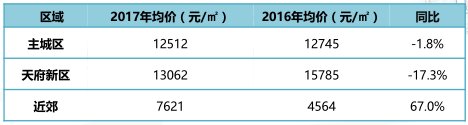 区域 2017年均价（元/㎡） 2016年均价（元/㎡） 同比
主城区 12512 12745 -1.8%
天府新区 13062 15785 -17.3%
近郊 7621 4564 67.0%